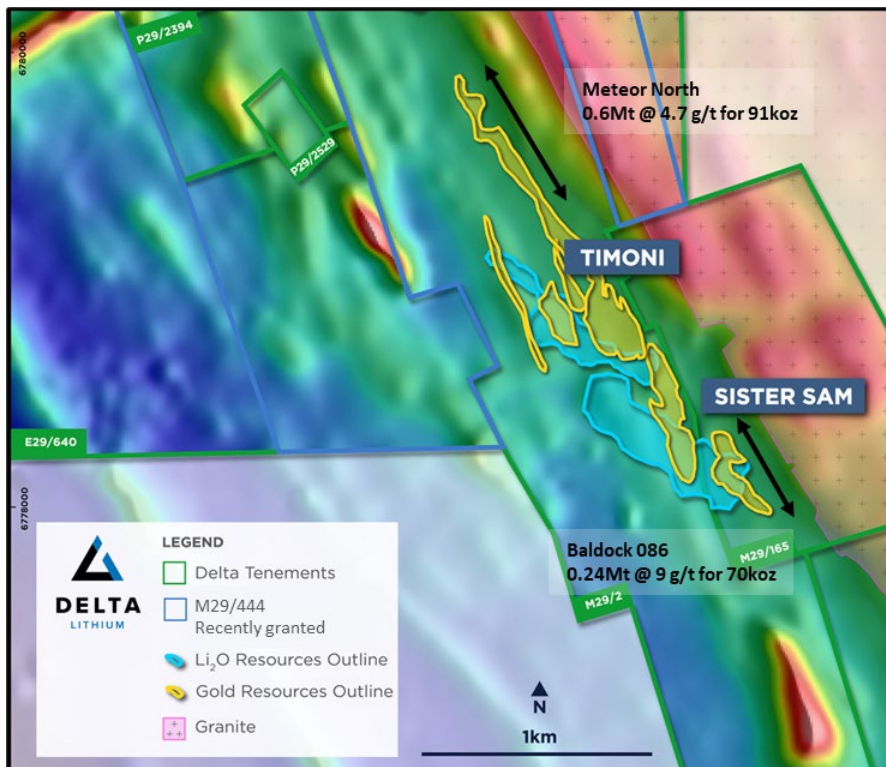 P29/2394
6780000
P29/2529
Meteor North
0.6Mt @ 4.7 g/t for 91koz
TIMONI
SISTER SAM
E29/640
6778000
Baldock 086
0.24Mt @ 9 g/t for 70koz
M29/165
M29/2
DELTA
LITHIUM
LEGEND
Delta Tenements
M29/444
Recently granted
Li₂O Resources Outline
Gold Resources Outline
Granite
N
1km